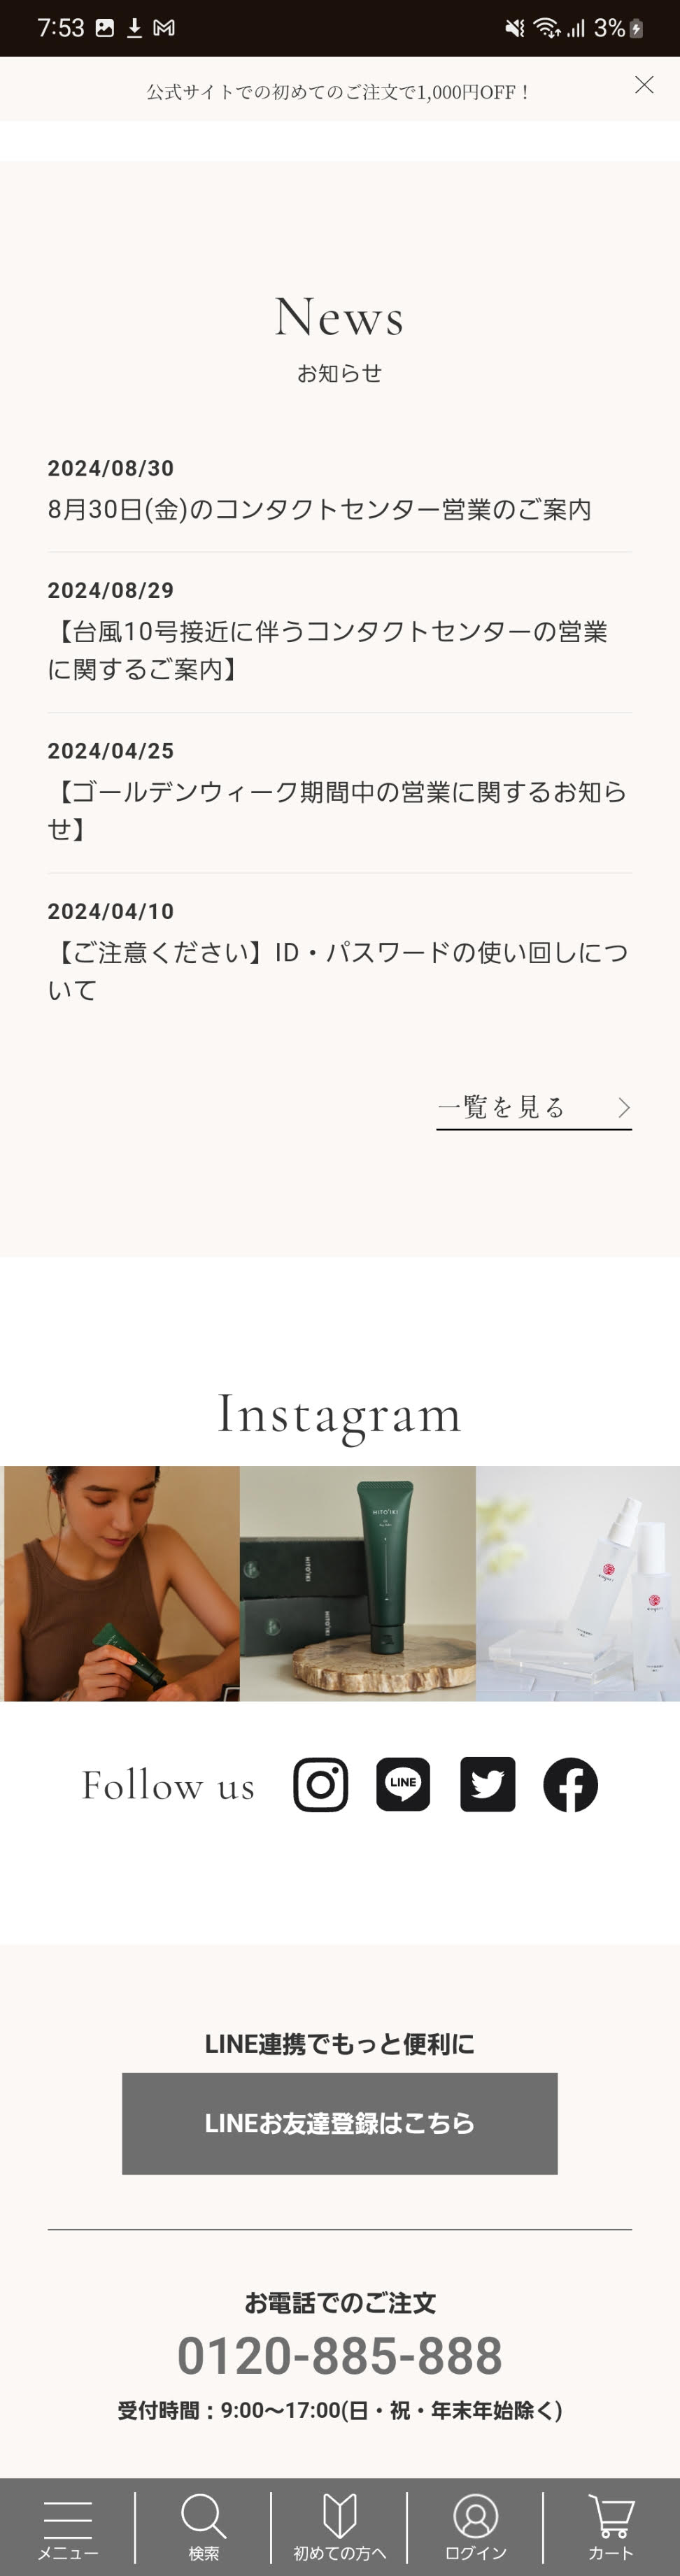 7:53
3%
公式サイトでの初めてのご注文で1,000円OFF！
News
お知らせ
2024/08/30
8月30日(金)のコンタクトセンター営業のご案内
2024/08/29
【台風10号接近に伴うコンタクトセンターの営業
に関するご案内】
2024/04/25
【ゴールデンウィーク期間中の営業に関するお知ら
せ】
2024/04/10
【ご注意ください】ID・パスワードの使い回しにつ
いて
一覧を見る
Instagram
HITO'IKI
HITO'IKI
HITO'IKI
Follow us
LINE
LINE連携でもっと便利に
LINEお友達登録はこちら
お電話でのご注文
0120-885-888
受付時間：9:00〜17:00(日・祝・年末年始除く)
メニュー
検索
初めての方へ
ログイン
カート